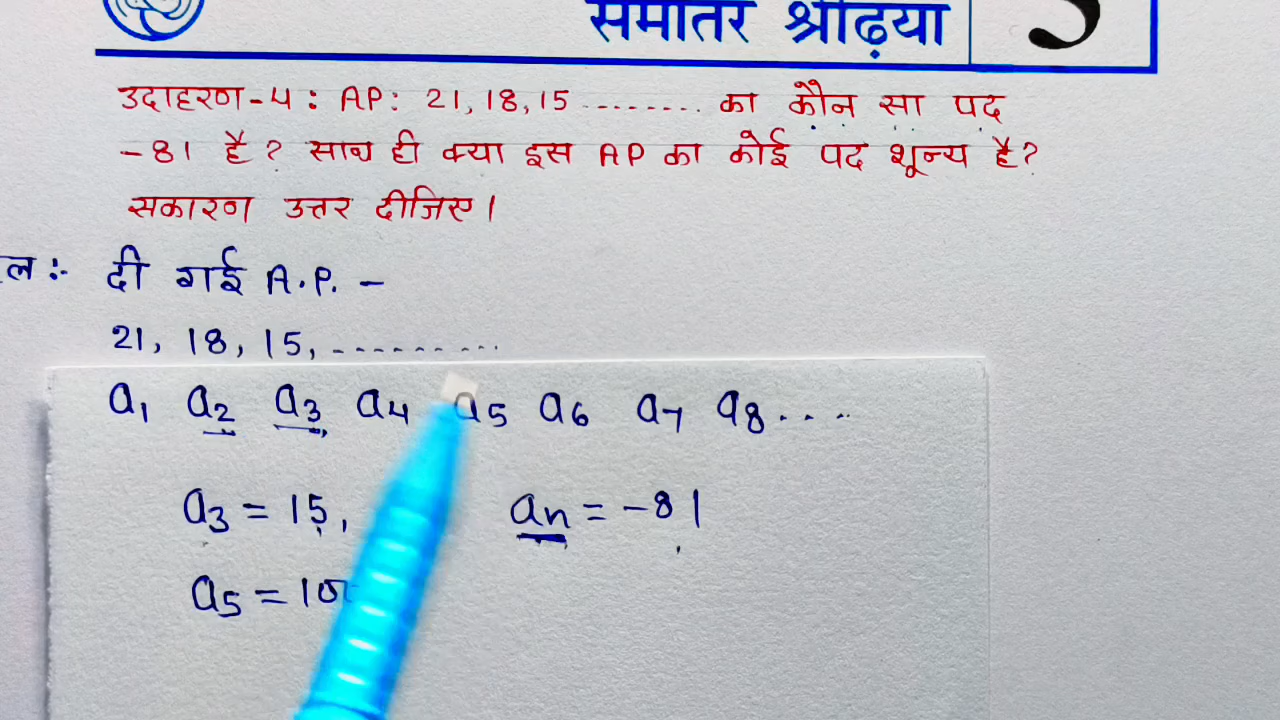 समांतर श्रेढ़ियाँ 5
उदाहरण-4 : AP: 21, 18, 15 ........ का कौन सा पद
-81 है? साथ ही क्या इस AP का कोई पद शून्य है?
सकारण उत्तर दीजिए।
दी गई A.P. -
21, 18, 15, ---------
a1 a2 a3 a4 a5 a6 a7 a8 ....
a3 = 15, an = -81
a5 =